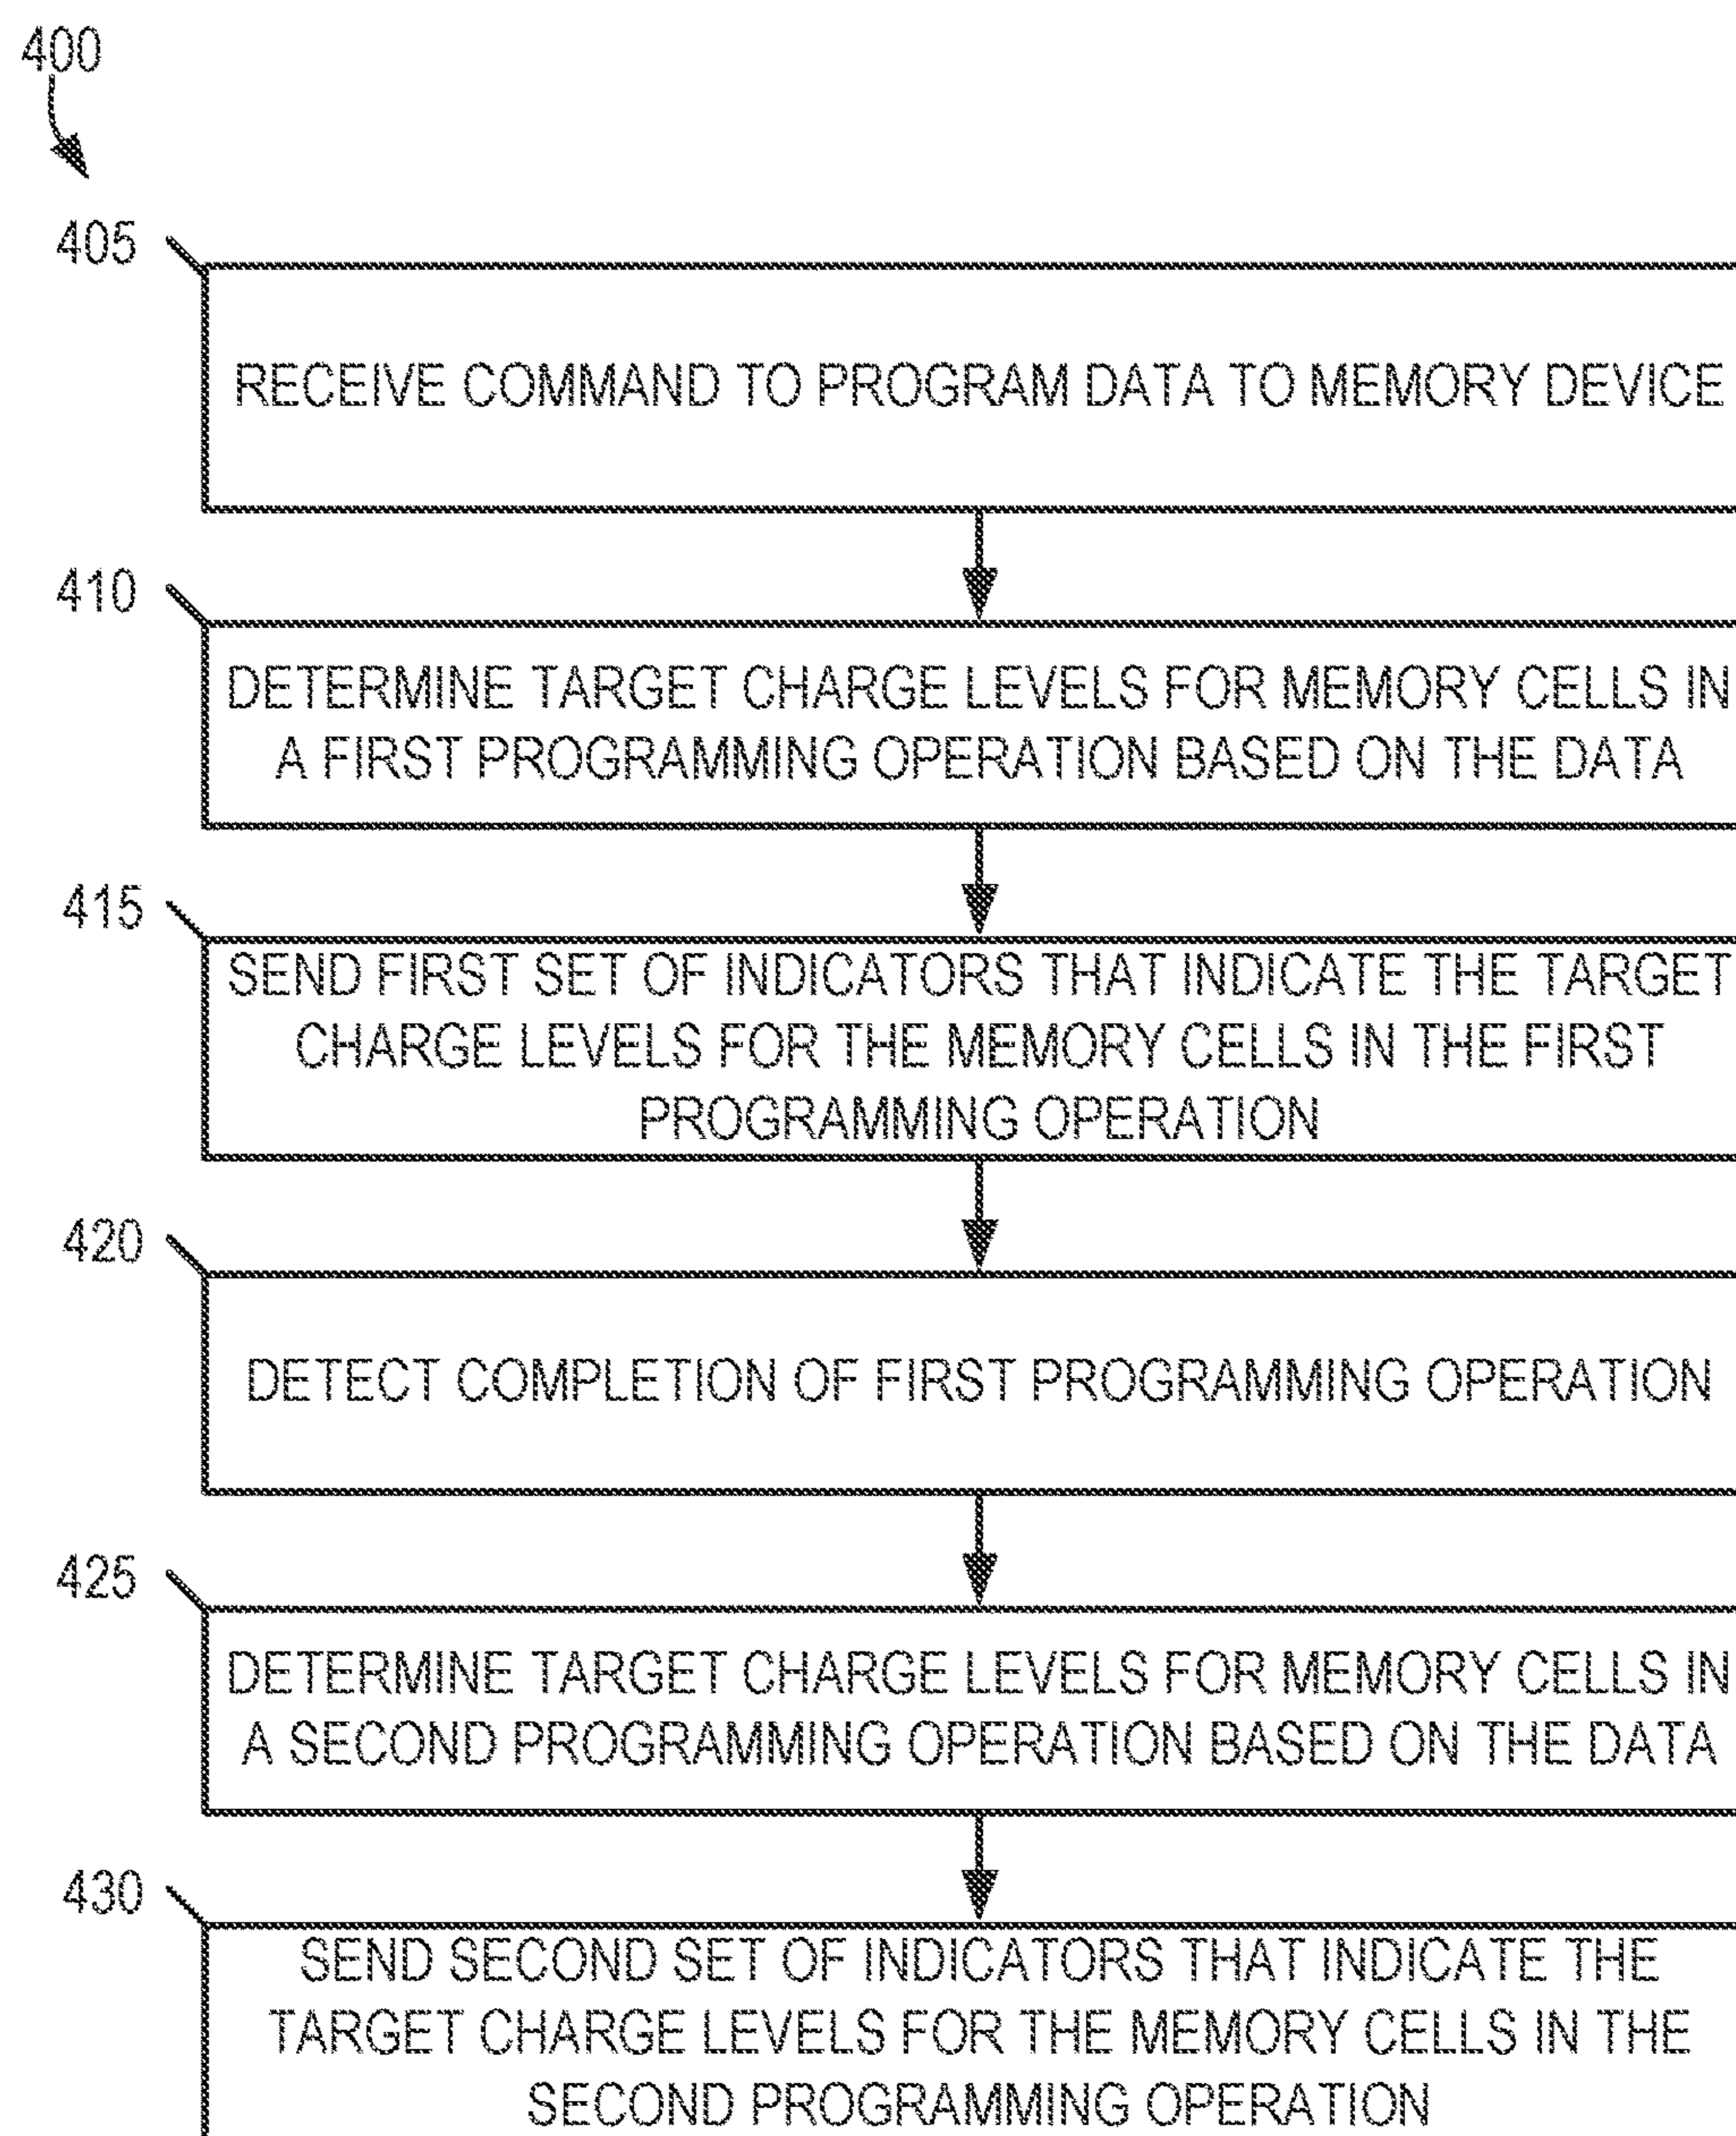 400
405
RECEIVE COMMAND TO PROGRAM DATA TO MEMORY DEVICE
410
DETERMINE TARGET CHARGE LEVELS FOR MEMORY CELLS IN
A FIRST PROGRAMMING OPERATION BASED ON THE DATA
415
SEND FIRST SET OF INDICATORS THAT INDICATE THE TARGET
CHARGE LEVELS FOR THE MEMORY CELLS IN THE FIRST
PROGRAMMING OPERATION
420
DETECT COMPLETION OF FIRST PROGRAMMING OPERATION
425
DETERMINE TARGET CHARGE LEVELS FOR MEMORY CELLS IN
A SECOND PROGRAMMING OPERATION BASED ON THE DATA
430
SEND SECOND SET OF INDICATORS THAT INDICATE THE
TARGET CHARGE LEVELS FOR THE MEMORY CELLS IN THE
SECOND PROGRAMMING OPERATION